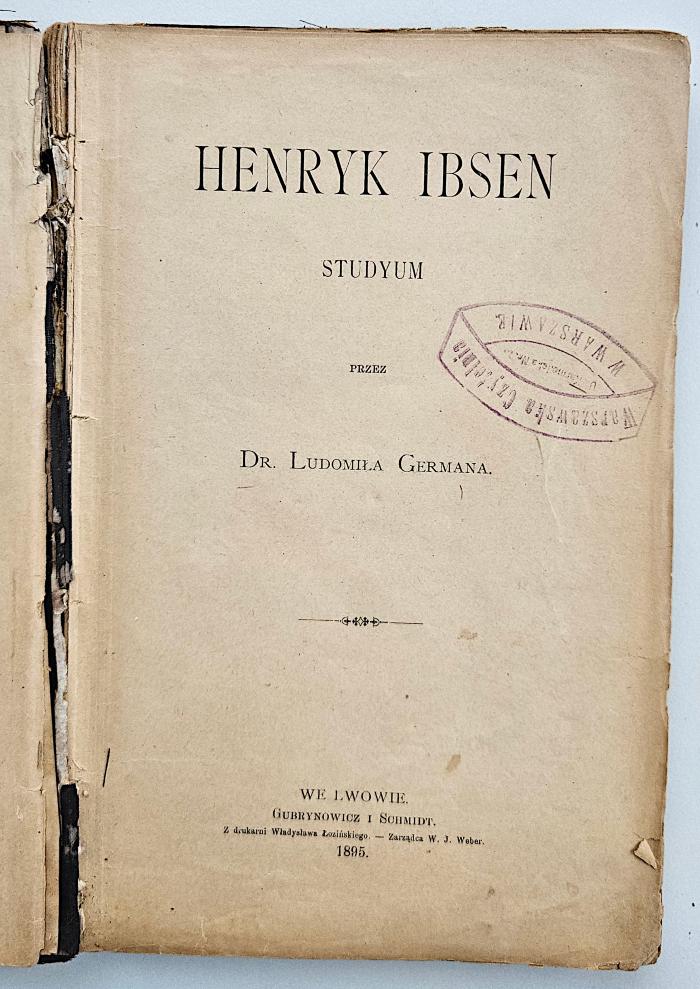 HENRYK IBSEN
STUDYUM
PRZEZ
DR. LUDOMIŁA GERMANA.
Warszawska Czytelnia
W WARSZAWIE
WE LWOWIE.
GUBRYNOWICZ I SCHMIDT.
Z drukarni Władysława Łozińskiego. — Zarządca W. J. Weber.
1895.